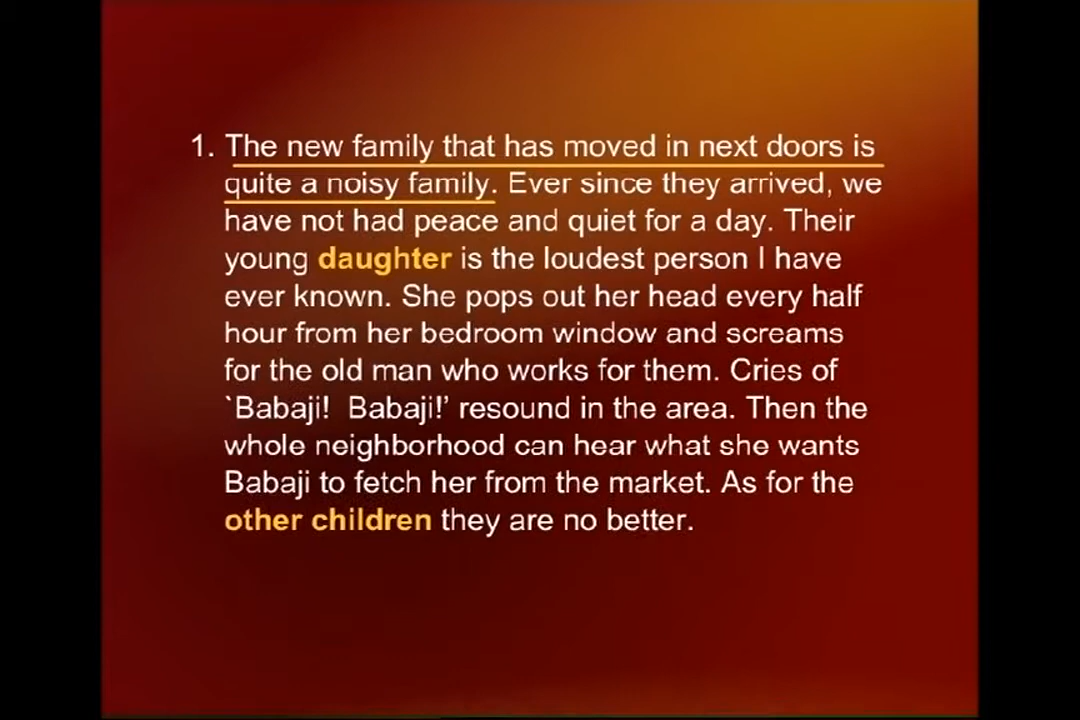 1. The new family that has moved in next doors is
quite a noisy family. Ever since they arrived, we
have not had peace and quiet for a day. Their
young daughter is the loudest person I have
ever known. She pops out her head every half
hour from her bedroom window and screams
for the old man who works for them. Cries of
`Babaji!  Babaji!’ resound in the area. Then the
whole neighborhood can hear what she wants
Babaji to fetch her from the market. As for the
other children they are no better.